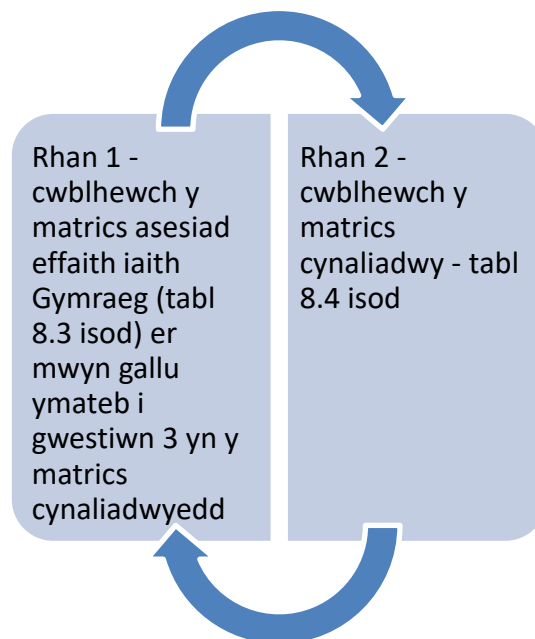 Rhan 1 -
cwblhewch y
matrics asesiad
effaith iaith
Gymraeg (tabl
8.3 isod) er
mwyn gallu
ymateb i
gwestiwn 3 yn y
matrics
cynaliadwyedd
Rhan 2 -
cwblhewch y
matrics
cynaliadwy - tabl
8.4 isod